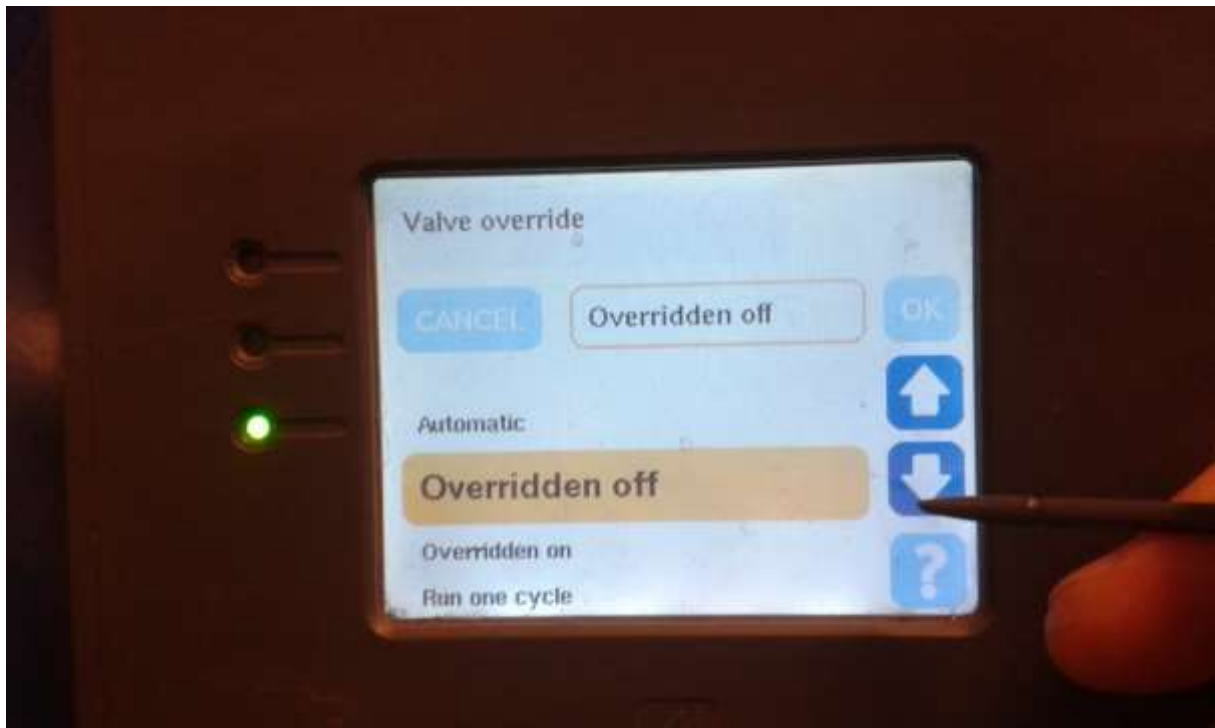 Valve override
CANCEL
Overridden off
OK
Automatic
Overridden off
Overridden on
?
Run one cycle